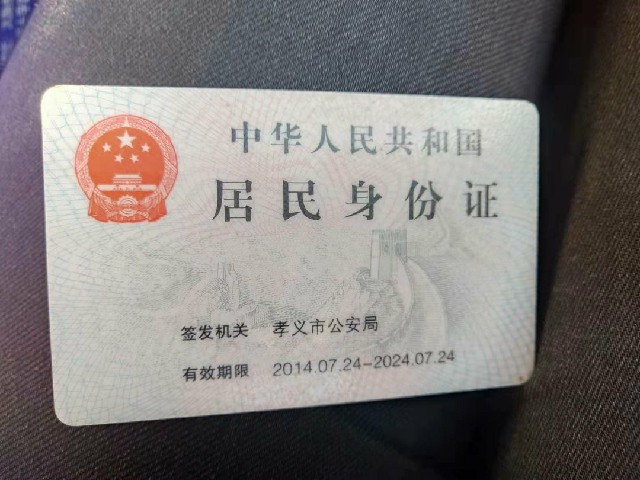 中华人民共和国
居民身份证
签发机关 孝义市公安局
有效期限 2014.07.24-2024.07.24